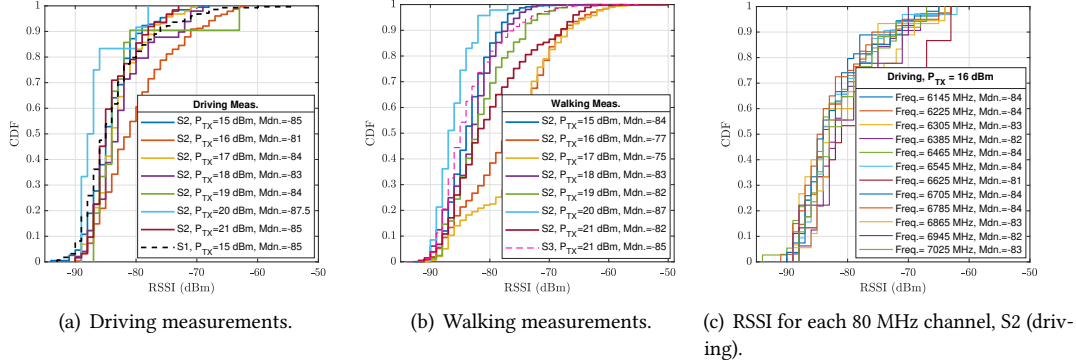 1
0.9
0.8
0.7
0.6
0.5
0.4
0.3
0.2
0.1
0
CDF
-90
-80
-70
-60
-50
RSSI (dBm)
Driving Meas.
S2, PTX=15 dBm, Mdn.=-85
S2, PTX=16 dBm, Mdn.=-81
S2, PTX=17 dBm, Mdn.=-84
S2, PTX=18 dBm, Mdn.=-83
S2, PTX=19 dBm, Mdn.=-84
S2, PTX=20 dBm, Mdn.=-87.5
S2, PTX=21 dBm, Mdn.=-85
S1, PTX=15 dBm, Mdn.=-85
(a) Driving measurements.
1
0.9
0.8
0.7
0.6
0.5
0.4
0.3
0.2
0.1
0
CDF
-90
-80
-70
-60
-50
RSSI (dBm)
Walking Meas.
S2, PTX=15 dBm, Mdn.=-84
S2, PTX=16 dBm, Mdn.=-77
S2, PTX=17 dBm, Mdn.=-75
S2, PTX=18 dBm, Mdn.=-83
S2, PTX=19 dBm, Mdn.=-82
S2, PTX=20 dBm, Mdn.=-87
S2, PTX=21 dBm, Mdn.=-82
S3, PTX=21 dBm, Mdn.=-85
(b) Walking measurements.
1
0.9
0.8
0.7
0.6
0.5
0.4
0.3
0.2
0.1
0
CDF
-90
-80
-70
-60
-50
RSSI (dBm)
Driving, PTX = 16 dBm
Freq.= 6145 MHz, Mdn.=-84
Freq.= 6225 MHz, Mdn.=-84
Freq.= 6305 MHz, Mdn.=-83
Freq.= 6385 MHz, Mdn.=-82
Freq.= 6465 MHz, Mdn.=-84
Freq.= 6545 MHz, Mdn.=-84
Freq.= 6625 MHz, Mdn.=-81
Freq.= 6705 MHz, Mdn.=-84
Freq.= 6785 MHz, Mdn.=-84
Freq.= 6865 MHz, Mdn.=-83
Freq.= 6945 MHz, Mdn.=-82
Freq.= 7025 MHz, Mdn.=-83
(c) RSSI for each 80 MHz channel, S2 (driv-
ing).